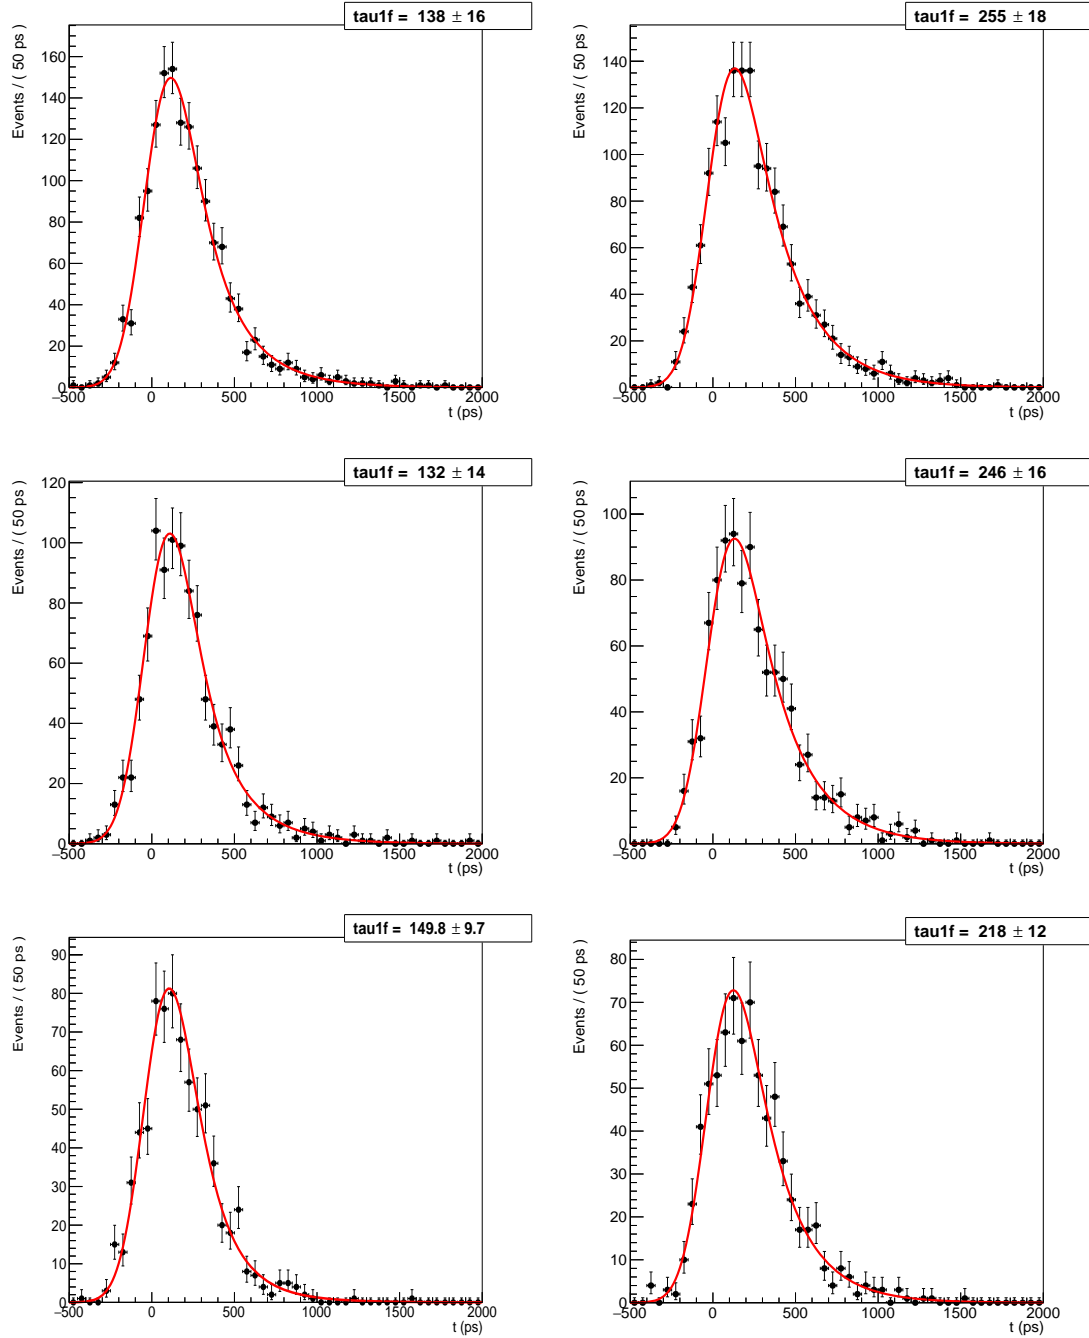 tau1f = 138 ± 16
Events / ( 50 ps )
160
140
120
100
80
60
40
20
0
−500 0 500 1000 1500 2000
t (ps)
tau1f = 255 ± 18
Events / ( 50 ps )
140
120
100
80
60
40
20
0
−500 0 500 1000 1500 2000
t (ps)
tau1f = 132 ± 14
Events / ( 50 ps )
120
100
80
60
40
20
0
−500 0 500 1000 1500 2000
t (ps)
tau1f = 246 ± 16
Events / ( 50 ps )
100
80
60
40
20
0
−500 0 500 1000 1500 2000
t (ps)
tau1f = 149.8 ± 9.7
Events / ( 50 ps )
90
80
70
60
50
40
30
20
10
0
−500 0 500 1000 1500 2000
t (ps)
tau1f = 218 ± 12
Events / ( 50 ps )
80
70
60
50
40
30
20
10
0
−500 0 500 1000 1500 2000
t (ps)